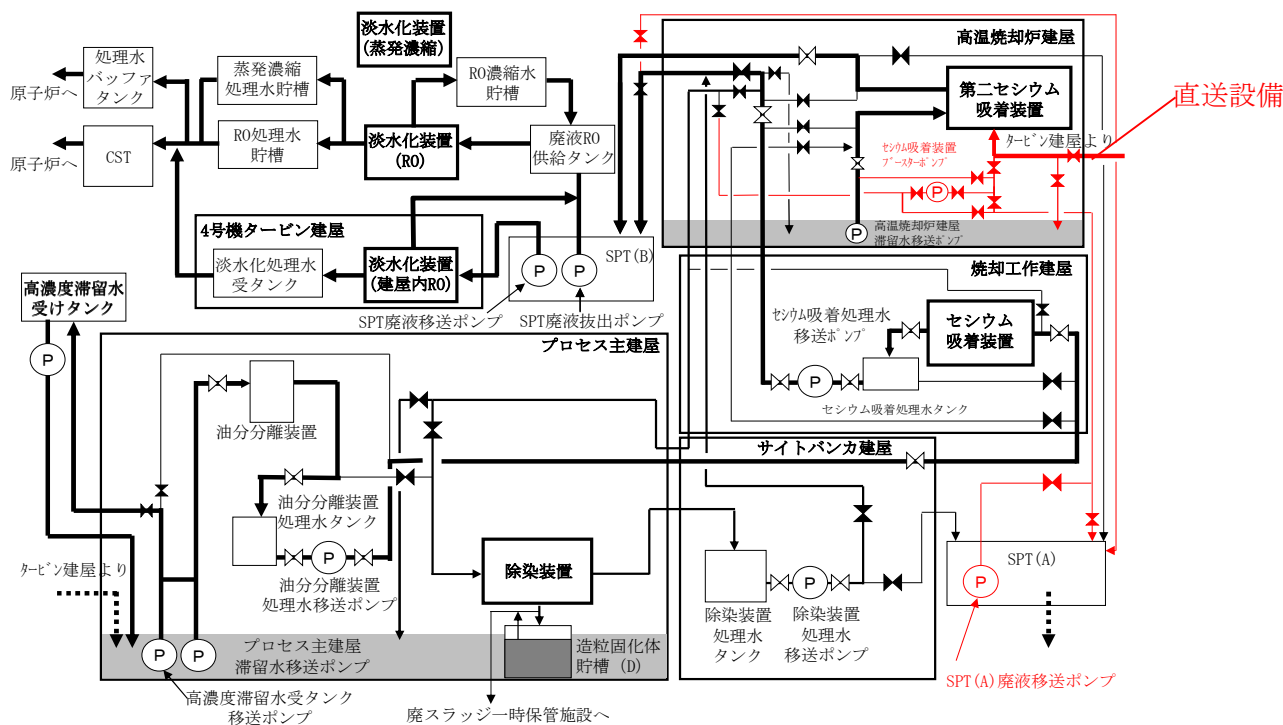 処理水
バッファ
タンク
原子炉へ
蒸発濃縮
処理水貯槽
淡水化装置
(蒸発濃縮)
RO濃縮水
貯槽
CST
原子炉へ
RO処理水
貯槽
淡水化装置
(RO)
廃液RO
供給タンク
4号機タービン建屋
淡水化処理水
受タンク
淡水化装置
(建屋内RO)
P
P
SPT(B)
SPT廃液移送ポンプ
SPT廃液抜出ポンプ
高温焼却炉建屋
第二セシウム
吸着装置
直送設備
タービン建屋より
セシウム吸着装置
ブースターポンプ
P
P
高温焼却炉建屋
滞留水移送ポンプ
焼却工作建屋
セシウム吸着処理水
移送ポンプ
セシウム
吸着装置
P
セシウム吸着処理水タンク
高濃度滞留水
受けタンク
P
プロセス主建屋
油分分離装置
油分分離装置
処理水タンク
P
油分分離装置
処理水移送ポンプ
除染装置
タービン建屋より
P
P
プロセス主建屋
滞留水移送ポンプ
造粒固化体
貯槽(D)
高濃度滞留水受タンク
移送ポンプ
廃スラッジ一時保管施設へ
サイトバンカ建屋
P
除染装置
処理水
タンク
除染装置
処理水
移送ポンプ
SPT(A)
P
SPT(A)廃液移送ポンプ